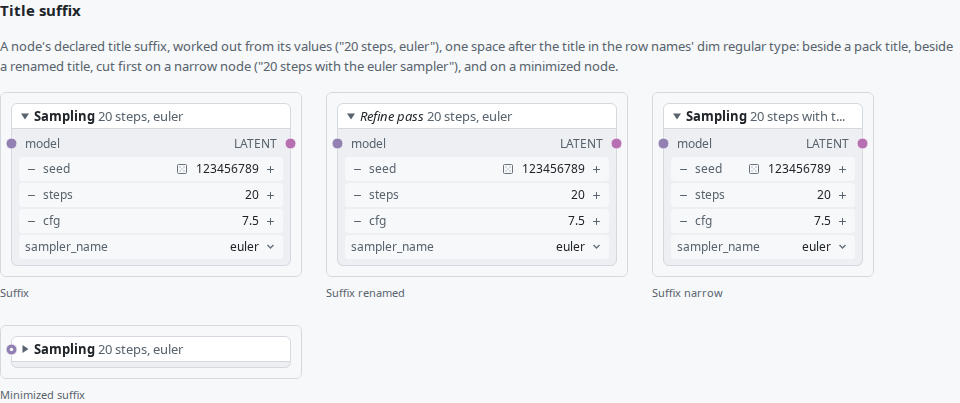 Title suffix
A node's declared title suffix, worked out from its values ("20 steps, euler"), one space after the title in the row names' dim regular type: beside a pack title, beside
a renamed title, cut first on a narrow node ("20 steps with the euler sampler"), and on a minimized node.
Sampling 20 steps, euler
model LATENT
− seed 123456789 +
− steps 20 +
− cfg 7.5 +
sampler_name euler
Suffix
Refine pass 20 steps, euler
model LATENT
− seed 123456789 +
− steps 20 +
− cfg 7.5 +
sampler_name euler
Suffix renamed
Sampling 20 steps with t...
model LATENT
− seed 123456789 +
− steps 20 +
− cfg 7.5 +
sampler_name euler
Suffix narrow
Sampling 20 steps, euler
Minimized suffix